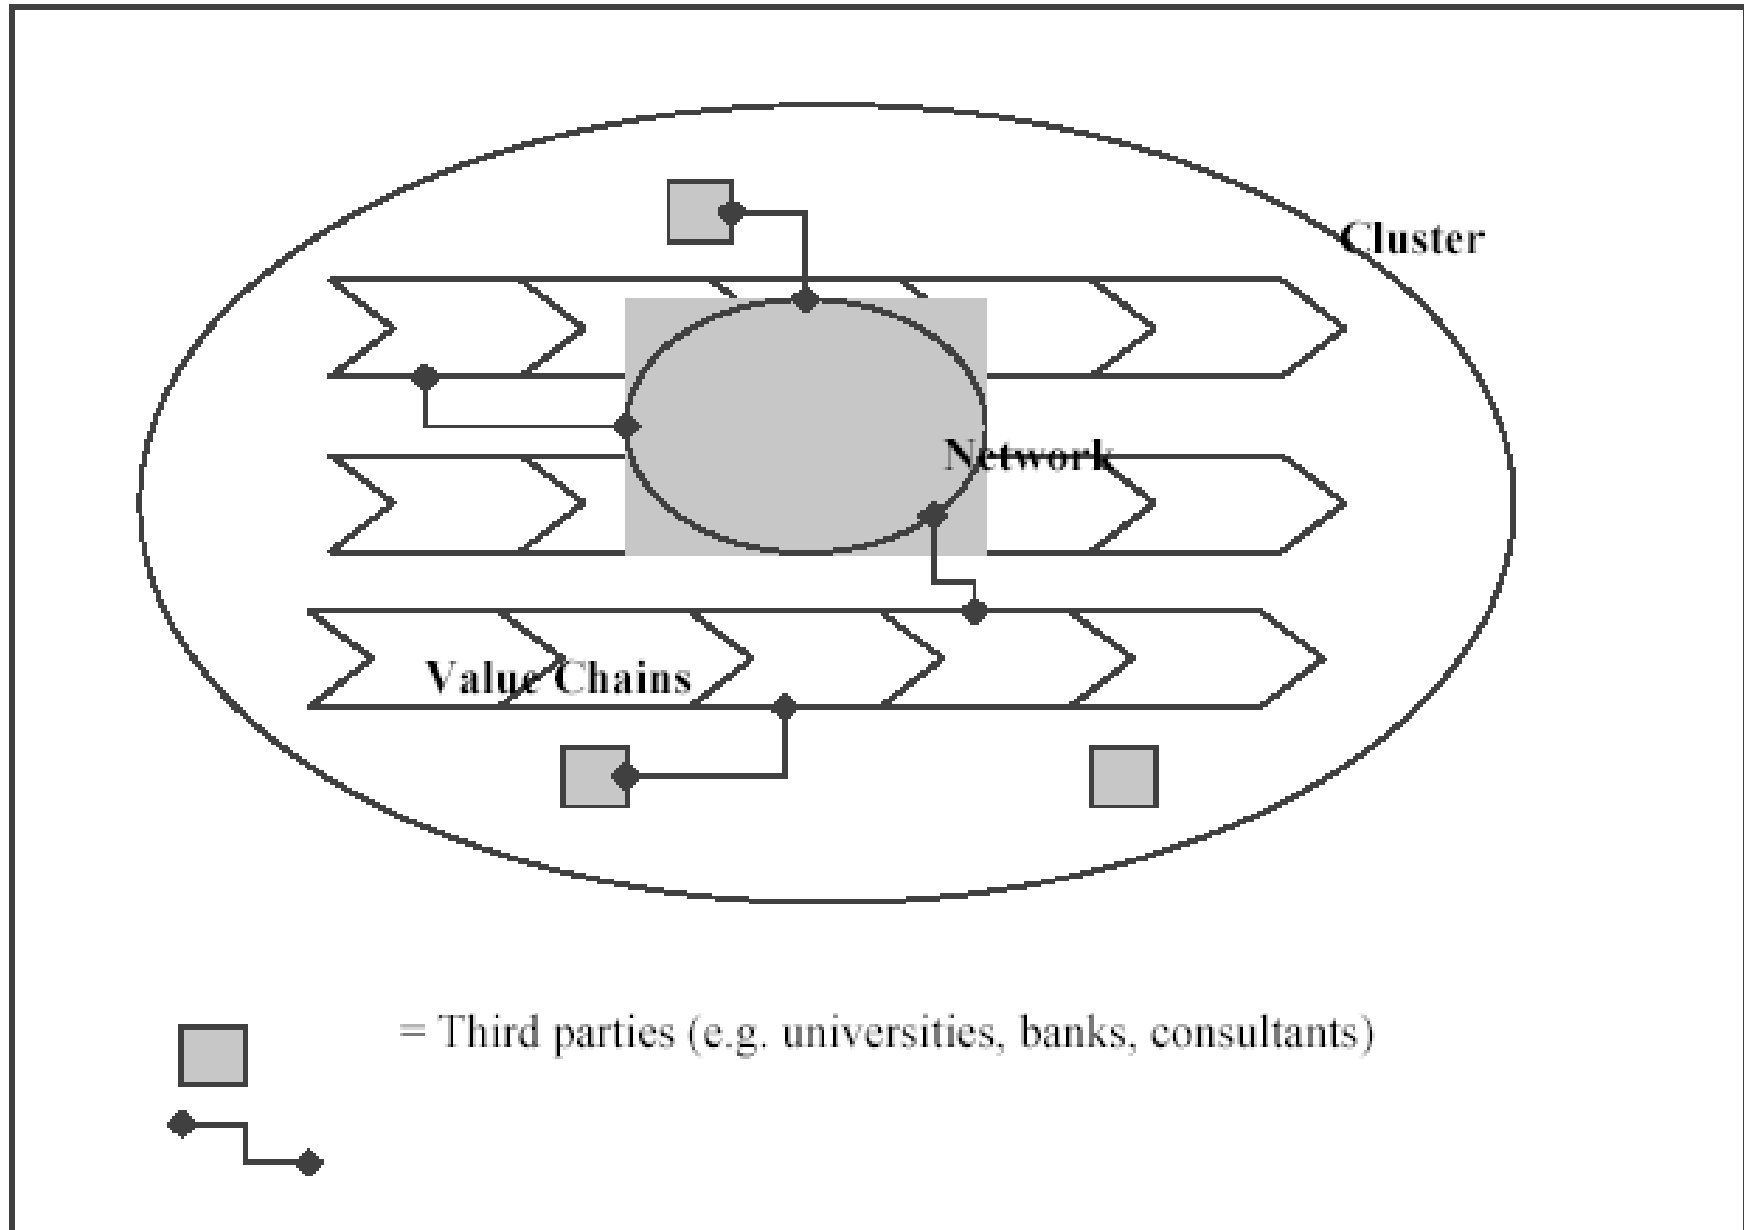 Cluster
Network
Value Chains
= Third parties (e.g. universities, banks, consultants)